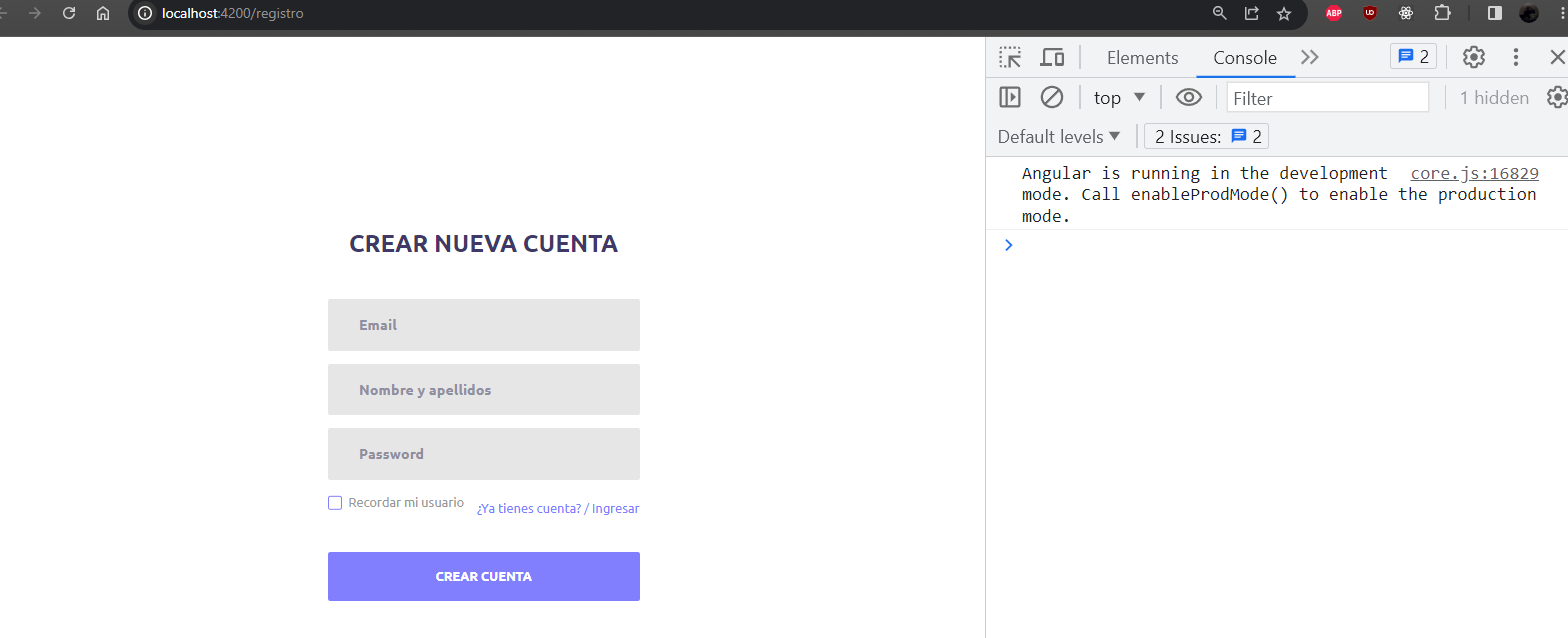 localhost:4200/registro
ABP
UD
Elements Console 2
top Filter 1 hidden
Default levels 2 Issues: 2
Angular is running in the development core.js:16829
mode. Call enableProdMode() to enable the production
mode.
CREAR NUEVA CUENTA
Email
Nombre y apellidos
Password
Recordar mi usuario ¿Ya tienes cuenta? / Ingresar
CREAR CUENTA